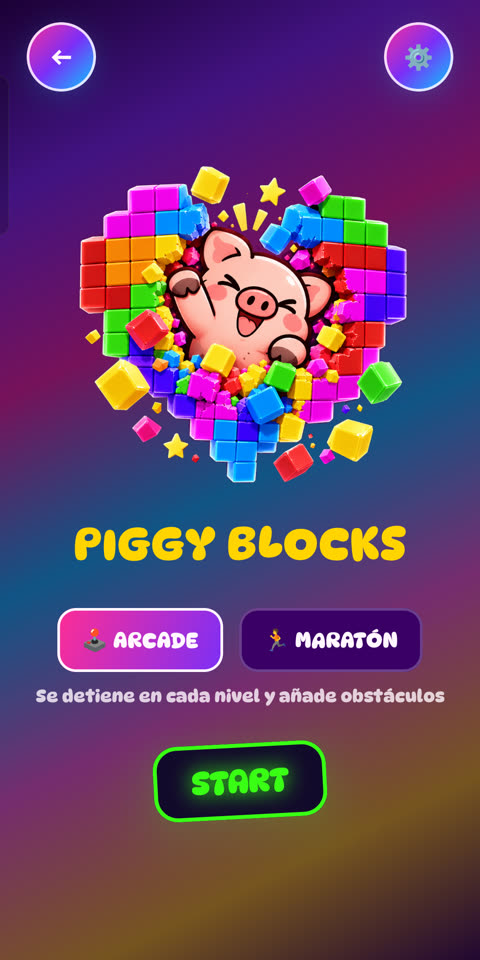 PIGGY BLOCKS
ARCADE
MARATÓN
Se detiene en cada nivel y añade obstáculos
START